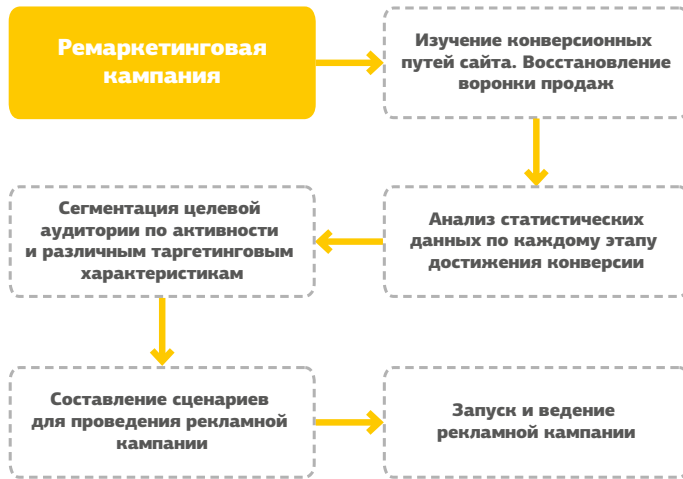 Ремаркетинговая
кампания
Изучение конверсионных
путей сайта. Восстановление
воронки продаж
Анализ статистических
данных по каждому этапу
достижения конверсии
Сегментация целевой
аудитории по активности
и различным таргетинговым
характеристикам
Составление сценариев
для проведения рекламной
кампании
Запуск и ведение
рекламной кампании